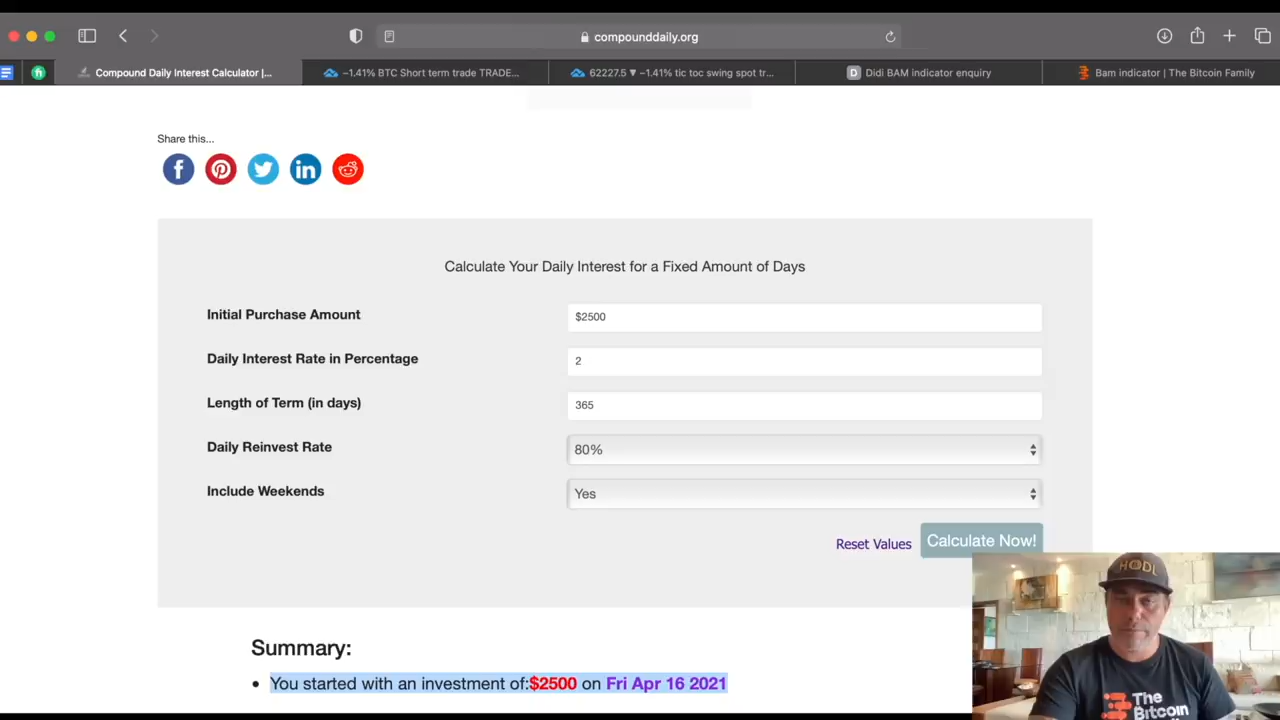 compounddaily.org
Compound Daily Interest Calculator |...
−1.41% BTC Short term trade TRADE...
62227.5 ▼ −1.41% tic toc swing spot tr...
D Didi BAM indicator enquiry
Bam indicator | The Bitcoin Family
Share this...
Calculate Your Daily Interest for a Fixed Amount of Days
Initial Purchase Amount
$2500
Daily Interest Rate in Percentage
2
Length of Term (in days)
365
Daily Reinvest Rate
80%
Include Weekends
Yes
Reset Values
Calculate Now!
HODL
Summary:
• You started with an investment of:$2500 on Fri Apr 16 2021
The
Bitcoin